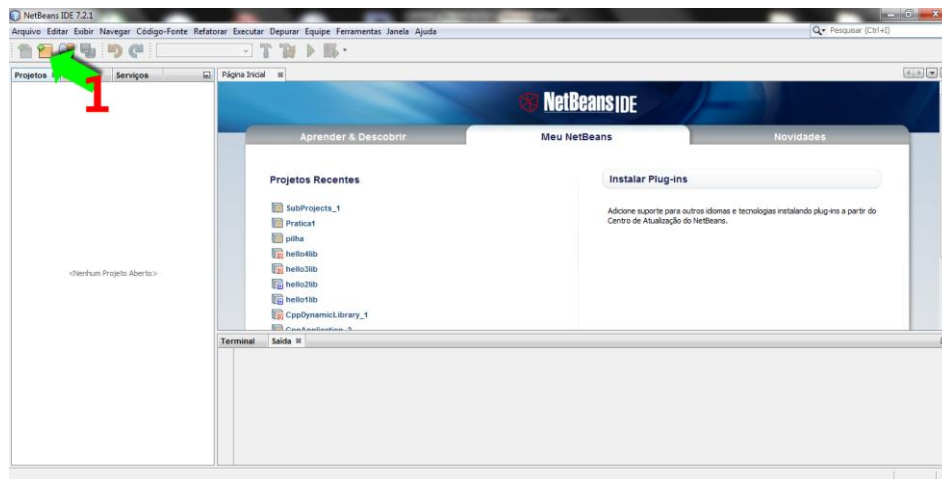 NetBeans IDE 7.2.1
Arquivo Editar Exibir Navegar Código-Fonte Refatorar Executar Depurar Equipe Ferramentas Janela Ajuda
Pesquisar (Ctrl+I)
Projetos
Serviços
Página Inicial
1
NetBeans IDE
Aprender & Descobrir
Meu NetBeans
Novidades
Projetos Recentes
SubProjects_1
Pratica1
pilha
hello4lib
hello3lib
hello2lib
hello1lib
CppDynamicLibrary_1
CppApplication_2
Instalar Plug-ins
Adicione suporte para outros idiomas e tecnologias instalando plug-ins a partir do
Centro de Atualização do NetBeans.
<Nenhum Projeto Aberto>
Terminal
Saída